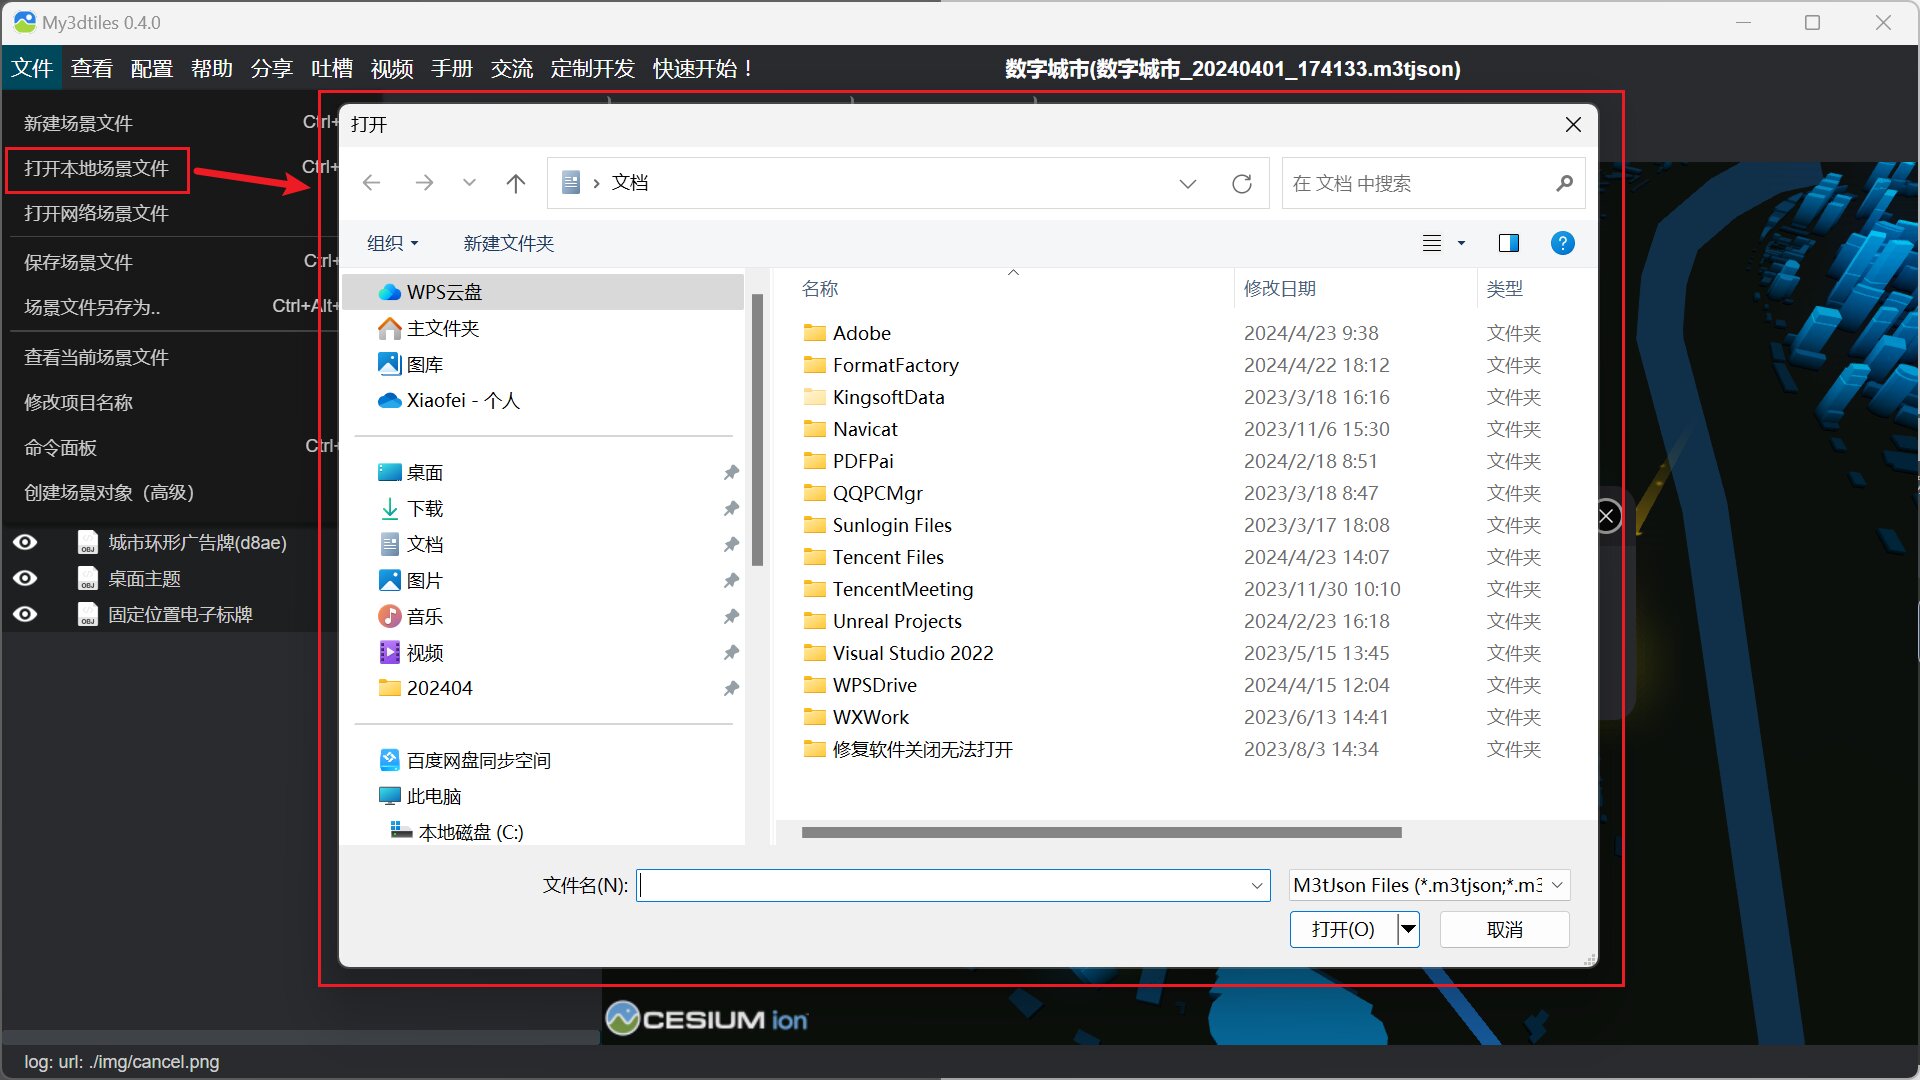 My3dtiles 0.4.0
文件 查看 配置 帮助 分享 吐槽 视频 手册 交流 定制开发 快速开始！ 数字城市(数字城市_20240401_174133.m3tjson)
新建场景文件 Ctrl+
打开本地场景文件 Ctrl+
打开网络场景文件
保存场景文件 Ctrl+
场景文件另存为.. Ctrl+Alt+
查看当前场景文件
修改项目名称
命令面板 Ctrl+
创建场景对象（高级）
城市环形广告牌(d8ae)
桌面主题
固定位置电子标牌
打开
文档
在 文档 中搜索
组织 新建文件夹
WPS云盘
主文件夹
图库
Xiaofei - 个人
桌面
下载
文档
图片
音乐
视频
202404
百度网盘同步空间
此电脑
本地磁盘 (C:)
名称 修改日期 类型
Adobe 2024/4/23 9:38 文件夹
FormatFactory 2024/4/22 18:12 文件夹
KingsoftData 2023/3/18 16:16 文件夹
Navicat 2023/11/6 15:30 文件夹
PDFPai 2024/2/18 8:51 文件夹
QQPCMgr 2023/3/18 8:47 文件夹
Sunlogin Files 2023/3/17 18:08 文件夹
Tencent Files 2024/4/23 14:07 文件夹
TencentMeeting 2023/11/30 10:10 文件夹
Unreal Projects 2024/2/23 16:18 文件夹
Visual Studio 2022 2023/5/15 13:45 文件夹
WPSDrive 2024/4/15 12:04 文件夹
WXWork 2023/6/13 14:41 文件夹
修复软件关闭无法打开 2023/8/3 14:34 文件夹
文件名(N): M3tJson Files (*.m3tjson;*.m3
打开(O) 取消
CESIUM ion
log: url: ./img/cancel.png